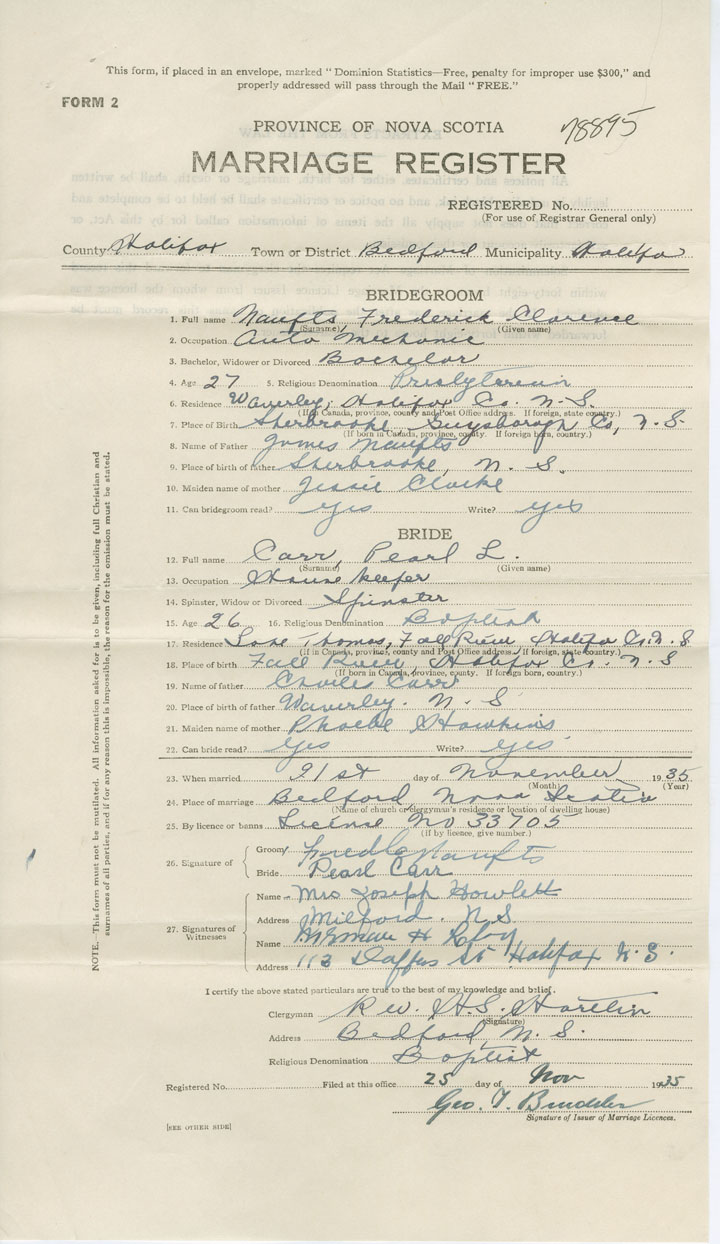 This form, if placed in an envelope, marked " Dominion Statistics—Free, penalty for improper use $300," and
properly addressed will pass through the Mail " FREE."
FORM 2
PROVINCE OF NOVA SCOTIA
78895
MARRIAGE REGISTER
REGISTERED No.
(For use of Registrar General only)
County Halifax Town or District Bedford Municipality Halifax
BRIDEGROOM
1. Full name Naufts Frederick Clarence
(Surname) (Given name)
2. Occupation Auto Mechanic
3. Bachelor, Widower or Divorced Bachelor
4. Age 27 5. Religious Denomination Presbyterian
6. Residence Waverley, Halifax Co. N.S.
(If in Canada, province, county and Post Office address. If foreign, state country.)
7. Place of Birth Sherbrooke Guysborough Co, N.S
(If born in Canada, province, county. If foreign born, country.)
8. Name of Father James Naufts
9. Place of birth of father Sherbrooke, N.S.
10. Maiden name of mother Jessie Clarke
11. Can bridegroom read? Yes Write? Yes
BRIDE
12. Full name Carr, Pearl L.
(Surname) (Given name)
13. Occupation House keeper
14. Spinster, Widow or Divorced Spinster
15. Age 26 16. Religious Denomination Baptist
17. Residence Lake Thomas, Fall River Halifax Co. N.S
(If in Canada, province, county and Post Office address. If foreign, state country.)
18. Place of birth Fall River, Halifax Co. N.S
(If born in Canada, province, county. If foreign born, country.)
19. Name of father Charles Carr
20. Place of birth of father Waverley. N.S
21. Maiden name of mother Phoebe Hawkins
22. Can bride read? Yes Write? Yes
23. When married 21st day of November 1935
(Month) (Year)
24. Place of marriage Bedford, Nova Scotia
(Name of church or clergyman's residence or location of dwelling house)
25. By licence or banns License No 33705
(If by licence, give number.)
26. Signature of
Groom Fred C Naufts
Bride Pearl Carr
27. Signatures of Witnesses
Name Mrs Joseph Howlett
Address Milford. N.S
Name H
Address 113 St Halifax N.S.
I certify the above stated particulars are true to the best of my knowledge and belief.
Clergyman Rev. H.S.
(Signature)
Address Bedford, N.S.
Religious Denomination Baptist
Registered No. Filed at this office 25 day of Nov 1935
Geo. T.
Signature of Issuer of Marriage Licences.
[SEE OTHER SIDE]
NOTE. This form must not be mutilated. All information asked for is to be given, including full Christian and
surnames of all parties, and if for any reason this is impossible, the reason for the omission must be stated.